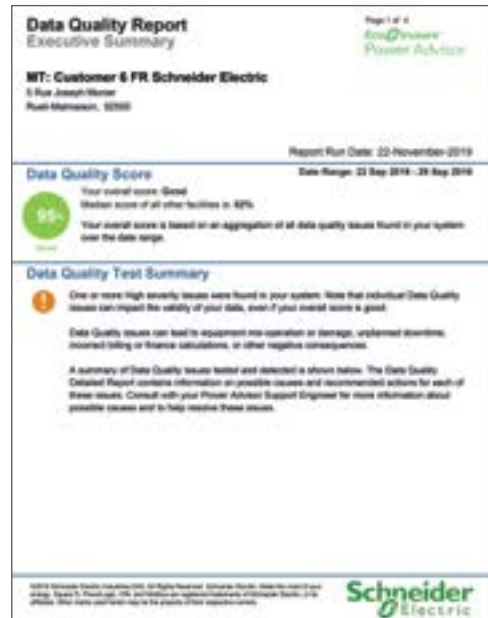 Data Quality Report
Executive Summary
Page 1 of 4
EcoStruxure
Power Advisor
MT: Customer 6 FR Schneider Electric
5 Rue Joseph Monier
Rueil-Malmaison, 92500
Report Run Date: 22-November-2019
Data Quality Score
Date Range: 22 Sep 2019 - 29 Sep 2019
95%
Good
Your overall score: Good
Median score of all other facilities is: 92%
Your overall score is based on an aggregation of all data quality issues found in your system
over the date range.
Data Quality Test Summary
One or more high severity issues were found in your system. Note that individual Data Quality
issues can impact the validity of your data, even if your overall score is good.
Data Quality issues can lead to equipment mis-operation or damage, unplanned downtime,
incorrect billing or finance calculations, or other negative consequences.
A summary of Data Quality issues tested and detected is shown below. The Data Quality
Detailed Report contains information on possible causes and recommended actions for each of
these issues. Consult with your Power Advisor Support Engineer for more information about
possible causes and to help resolve these issues.
Schneider
Electric